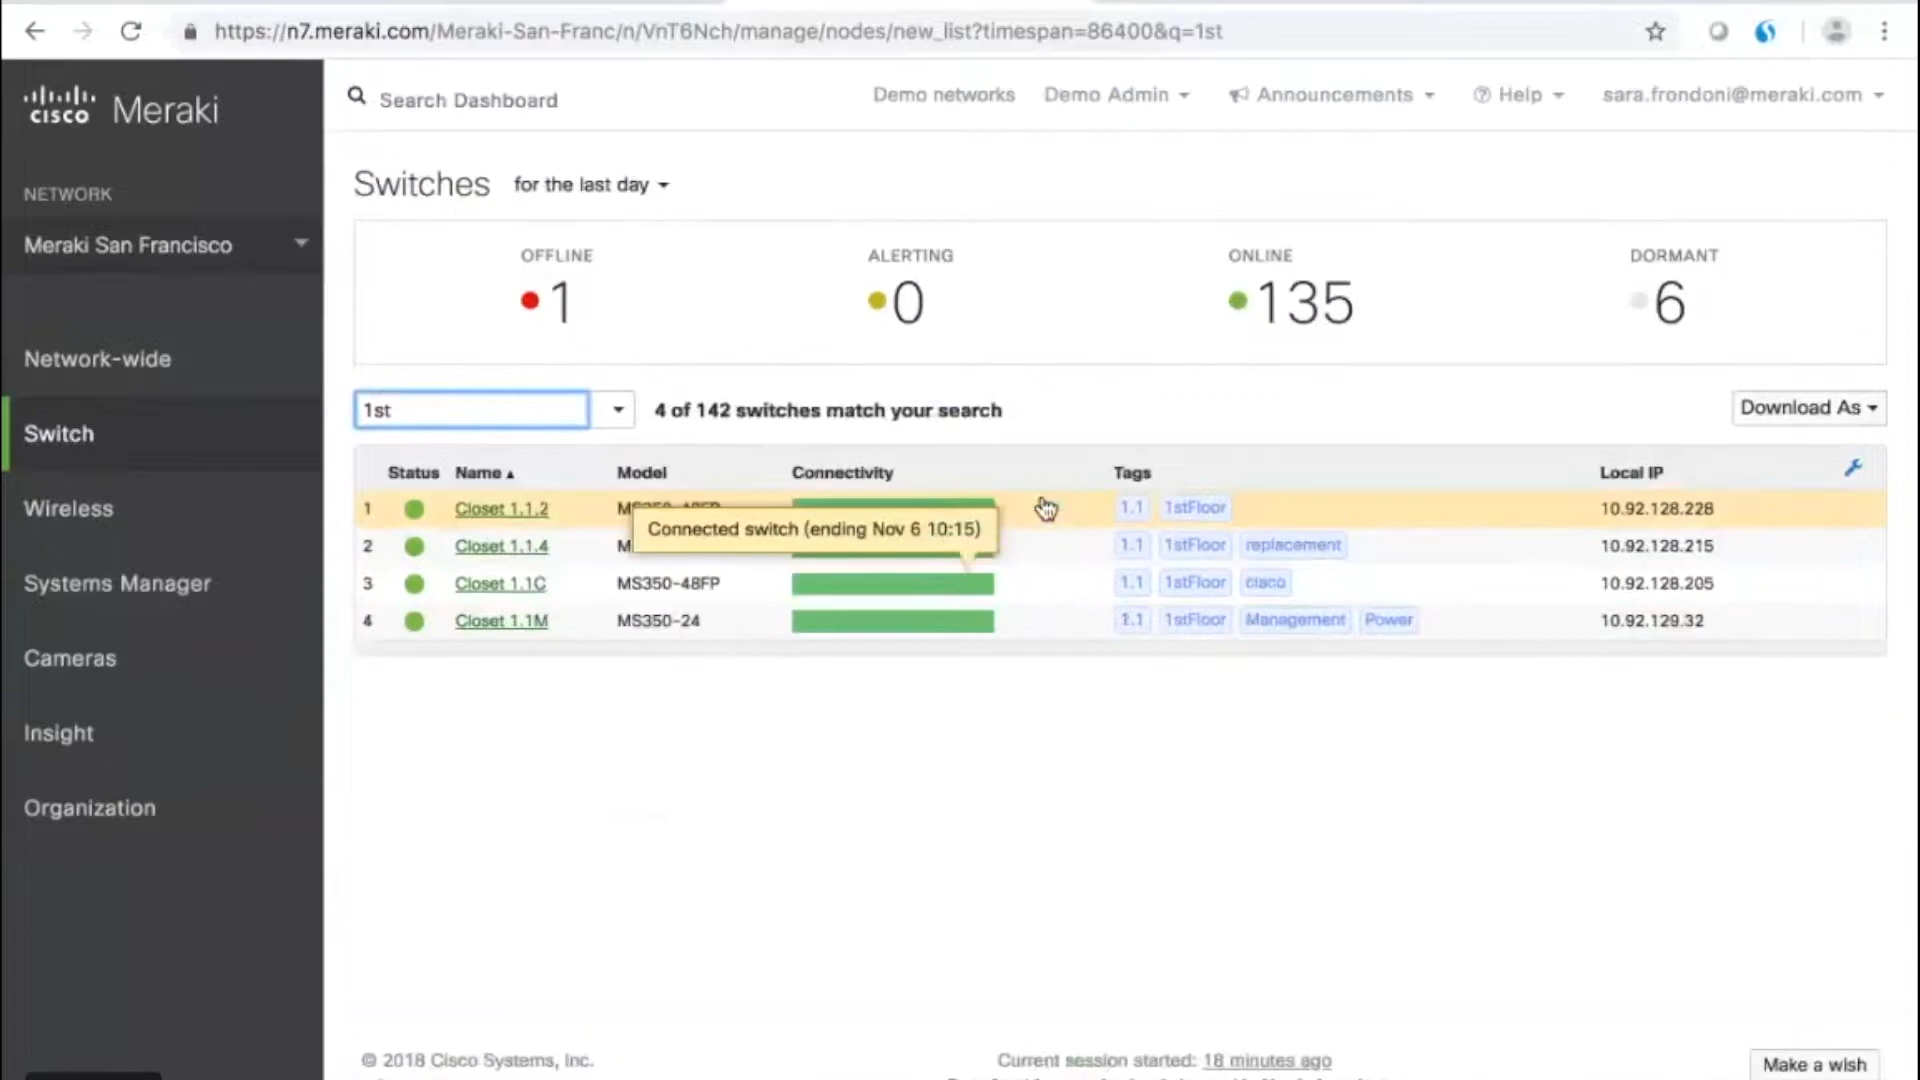 https://n7.meraki.com/Meraki-San-Franc/n/VnT6Nch/manage/nodes/new_list?timespan=86400&q=1st
cisco Meraki
Search Dashboard
Demo networks
Demo Admin
Announcements
Help
sara.frondoni@meraki.com
NETWORK
Meraki San Francisco
Network-wide
Switch
Wireless
Systems Manager
Cameras
Insight
Organization
Switches for the last day
OFFLINE ALERTING ONLINE DORMANT
1 0 135 6
1st 4 of 142 switches match your search Download As
Status Name Model Connectivity Tags Local IP
1 Closet 1.1.2 1.1 1stFloor 10.92.128.228
Connected switch (ending Nov 6 10:15)
2 Closet 1.1.4 1.1 1stFloor replacement 10.92.128.215
3 Closet 1.1C MS350-48FP 1.1 1stFloor cisco 10.92.128.205
4 Closet 1.1M MS350-24 1.1 1stFloor Management Power 10.92.129.32
© 2018 Cisco Systems, Inc.
Current session started: 18 minutes ago
Make a wish